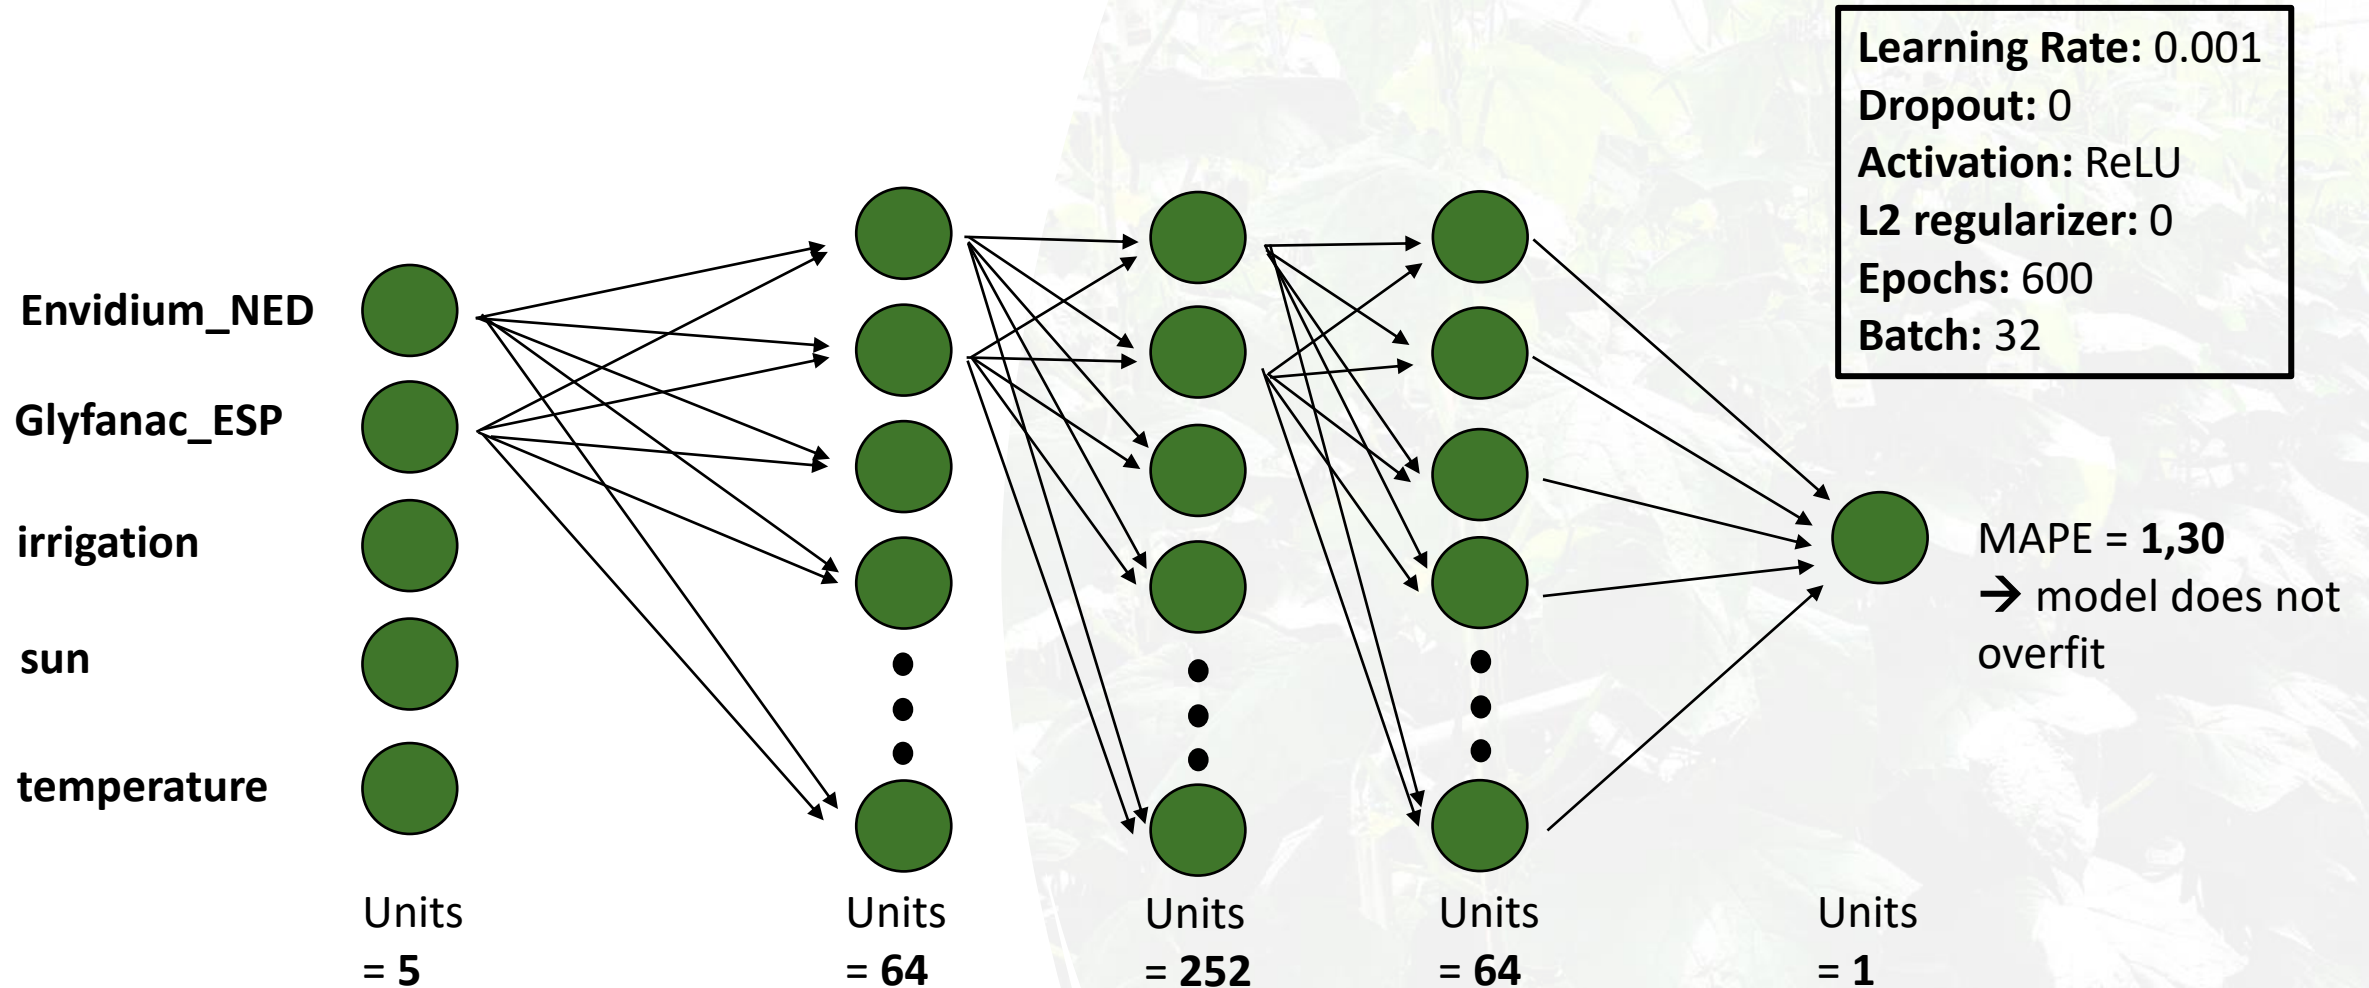 Learning Rate: 0.001
Dropout: 0
Activation: ReLU
L2 regularizer: 0
Epochs: 600
Batch: 32
Envidium_NED
Glyfanac_ESP
irrigation
sun
temperature
MAPE = 1,30
→ model does not
overfit
Units
= 5
Units
= 64
Units
= 252
Units
= 64
Units
= 1